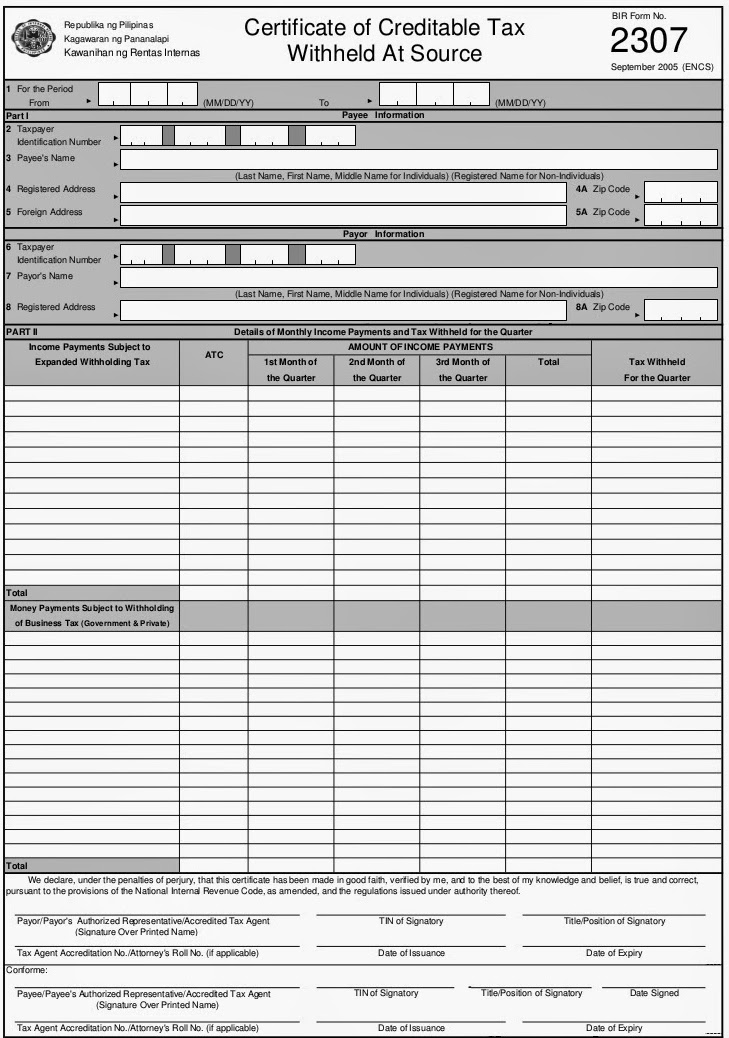 Republika ng Pilipinas
Kagawaran ng Pananalapi
Kawanihan ng Rentas Internas
Certificate of Creditable Tax
Withheld At Source
BIR Form No.
2307
September 2005 (ENCS)
1 For the Period
From (MM/DD/YY) To (MM/DD/YY)
Part I Payee Information
2 Taxpayer
Identification Number
3 Payee's Name
(Last Name, First Name, Middle Name for Individuals) (Registered Name for Non-Individuals)
4 Registered Address 4A Zip Code
5 Foreign Address 5A Zip Code
Payor Information
6 Taxpayer
Identification Number
7 Payor's Name
(Last Name, First Name, Middle Name for Individuals) (Registered Name for Non-Individuals)
8 Registered Address 8A Zip Code
PART II Details of Monthly Income Payments and Tax Withheld for the Quarter
Income Payments Subject to
Expanded Withholding Tax
ATC
AMOUNT OF INCOME PAYMENTS
1st Month of
the Quarter
2nd Month of
the Quarter
3rd Month of
the Quarter
Total
Tax Withheld
For the Quarter
Total
Money Payments Subject to Withholding
of Business Tax (Government & Private)
Total
We declare, under the penalties of perjury, that this certificate has been made in good faith, verified by me, and to the best of my knowledge and belief, is true and correct,
pursuant to the provisions of the National Internal Revenue Code, as amended, and the regulations issued under authority thereof.
Payor/Payor's Authorized Representative/Accredited Tax Agent TIN of Signatory Title/Position of Signatory
(Signature Over Printed Name)
Tax Agent Accreditation No./Attorney's Roll No. (if applicable) Date of Issuance Date of Expiry
Conforme:
Payee/Payee's Authorized Representative/Accredited Tax Agent TIN of Signatory Title/Position of Signatory Date Signed
(Signature Over Printed Name)
Tax Agent Accreditation No./Attorney's Roll No. (if applicable) Date of Issuance Date of Expiry